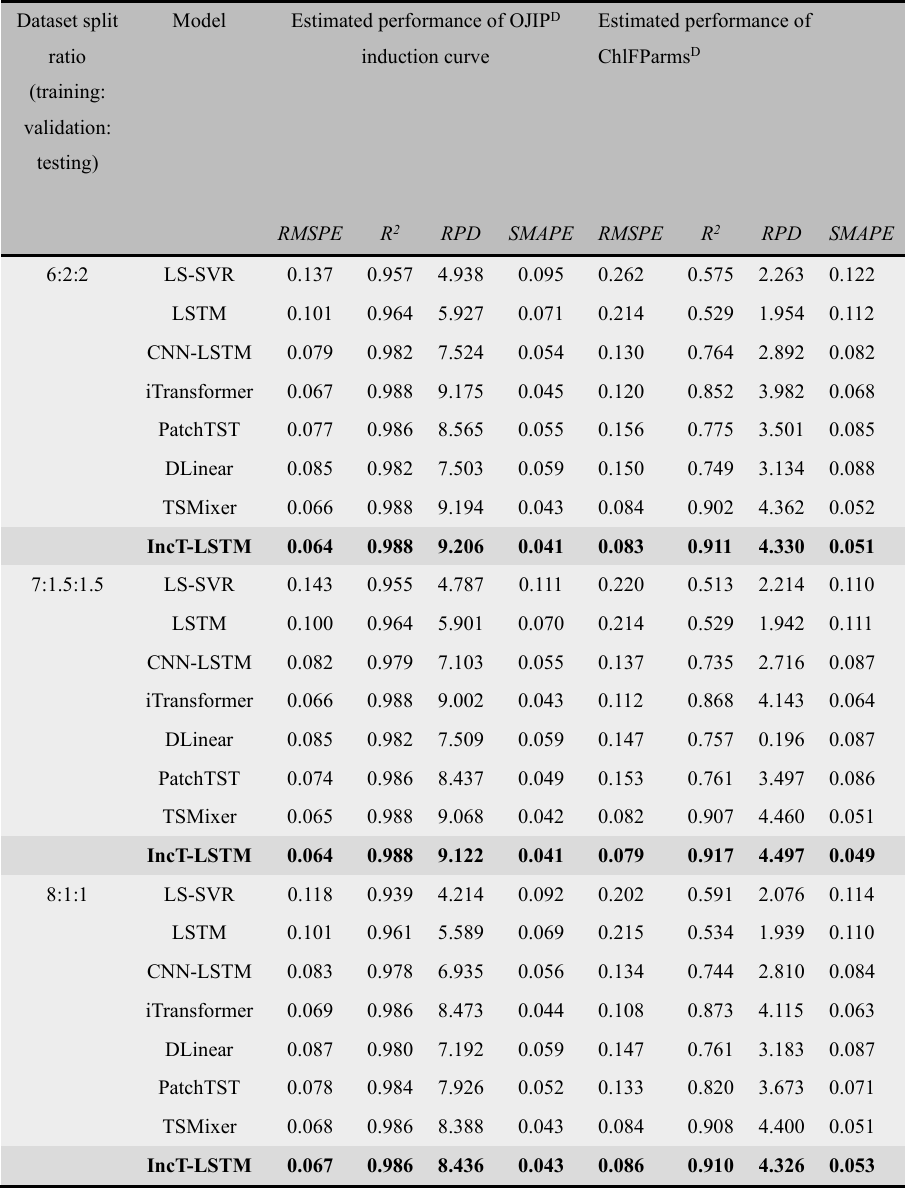 Dataset split Model Estimated performance of OJIPᴰ Estimated performance of
ratio induction curve ChlFParmsᴰ
(training:
validation:
testing)
RMSPE R² RPD SMAPE RMSPE R² RPD SMAPE
6:2:2 LS-SVR 0.137 0.957 4.938 0.095 0.262 0.575 2.263 0.122
LSTM 0.101 0.964 5.927 0.071 0.214 0.529 1.954 0.112
CNN-LSTM 0.079 0.982 7.524 0.054 0.130 0.764 2.892 0.082
iTransformer 0.067 0.988 9.175 0.045 0.120 0.852 3.982 0.068
PatchTST 0.077 0.986 8.565 0.055 0.156 0.775 3.501 0.085
DLinear 0.085 0.982 7.503 0.059 0.150 0.749 3.134 0.088
TSMixer 0.066 0.988 9.194 0.043 0.084 0.902 4.362 0.052
IncT-LSTM 0.064 0.988 9.206 0.041 0.083 0.911 4.330 0.051
7:1.5:1.5 LS-SVR 0.143 0.955 4.787 0.111 0.220 0.513 2.214 0.110
LSTM 0.100 0.964 5.901 0.070 0.214 0.529 1.942 0.111
CNN-LSTM 0.082 0.979 7.103 0.055 0.137 0.735 2.716 0.087
iTransformer 0.066 0.988 9.002 0.043 0.112 0.868 4.143 0.064
DLinear 0.085 0.982 7.509 0.059 0.147 0.757 0.196 0.087
PatchTST 0.074 0.986 8.437 0.049 0.153 0.761 3.497 0.086
TSMixer 0.065 0.988 9.068 0.042 0.082 0.907 4.460 0.051
IncT-LSTM 0.064 0.988 9.122 0.041 0.079 0.917 4.497 0.049
8:1:1 LS-SVR 0.118 0.939 4.214 0.092 0.202 0.591 2.076 0.114
LSTM 0.101 0.961 5.589 0.069 0.215 0.534 1.939 0.110
CNN-LSTM 0.083 0.978 6.935 0.056 0.134 0.744 2.810 0.084
iTransformer 0.069 0.986 8.473 0.044 0.108 0.873 4.115 0.063
DLinear 0.087 0.980 7.192 0.059 0.147 0.761 3.183 0.087
PatchTST 0.078 0.984 7.926 0.052 0.133 0.820 3.673 0.071
TSMixer 0.068 0.986 8.388 0.043 0.084 0.908 4.400 0.051
IncT-LSTM 0.067 0.986 8.436 0.043 0.086 0.910 4.326 0.053